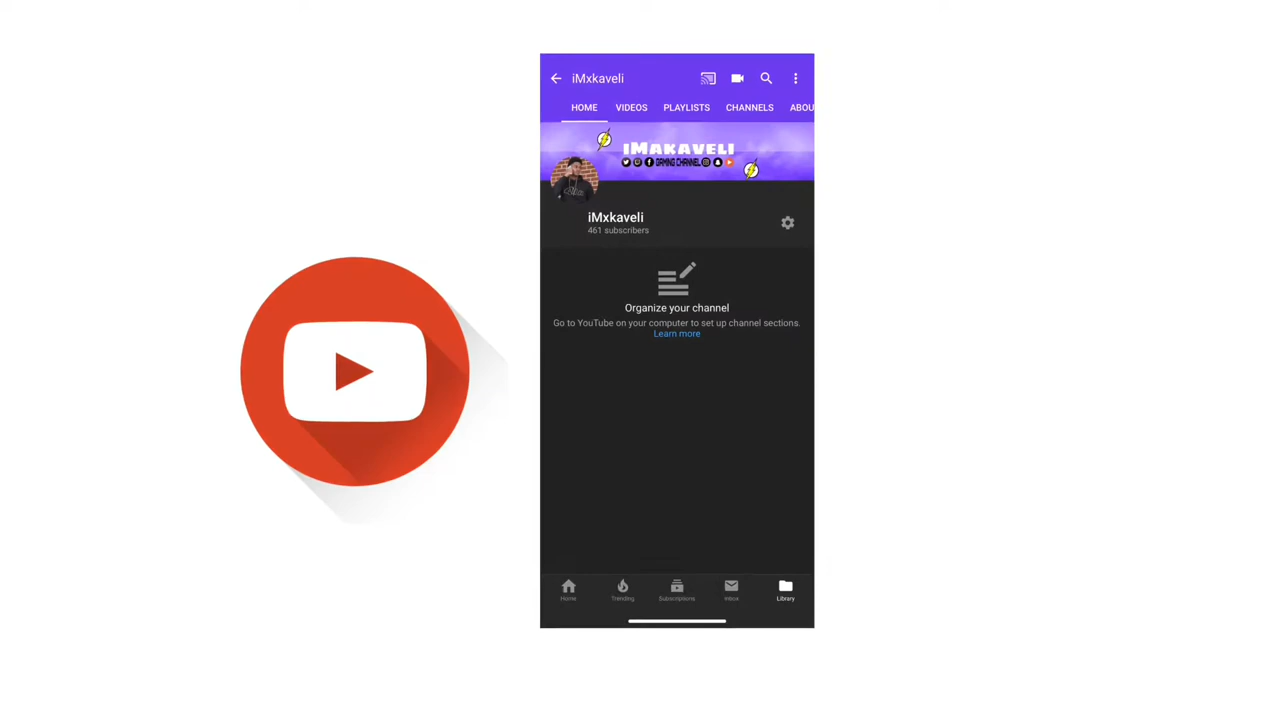 iMxkaveli
HOME VIDEOS PLAYLISTS CHANNELS ABOU
iMAKAVELI
GAMING CHANNEL
iMxkaveli
461 subscribers
Organize your channel
Go to YouTube on your computer to set up channel sections.
Learn more
Home Trending Subscriptions Inbox Library